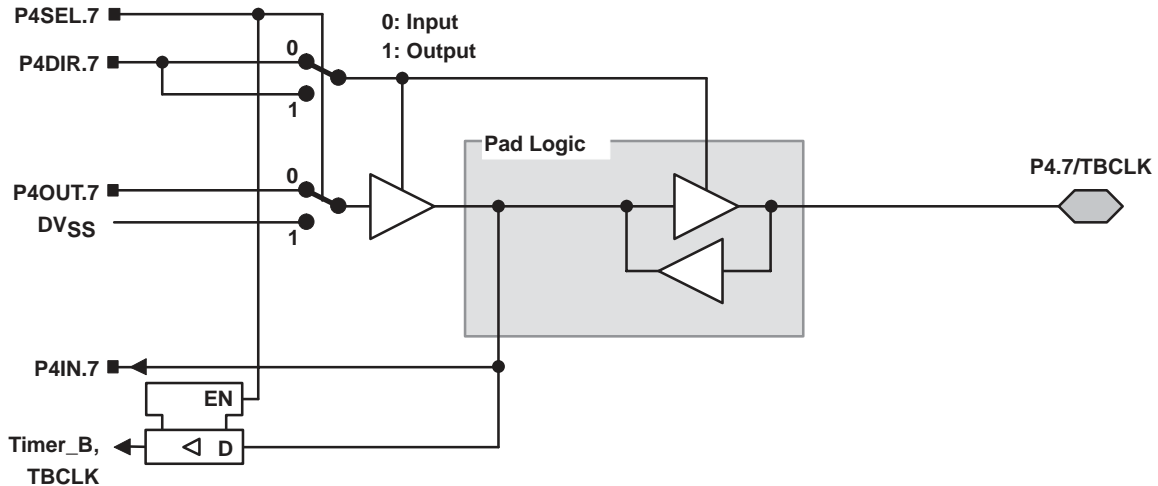 P4SEL.7
0: Input
1: Output
P4DIR.7
0
1
Pad Logic
P4.7/TBCLK
P4OUT.7
0
DVSS
1
P4IN.7
EN
Timer_B,
TBCLK
D